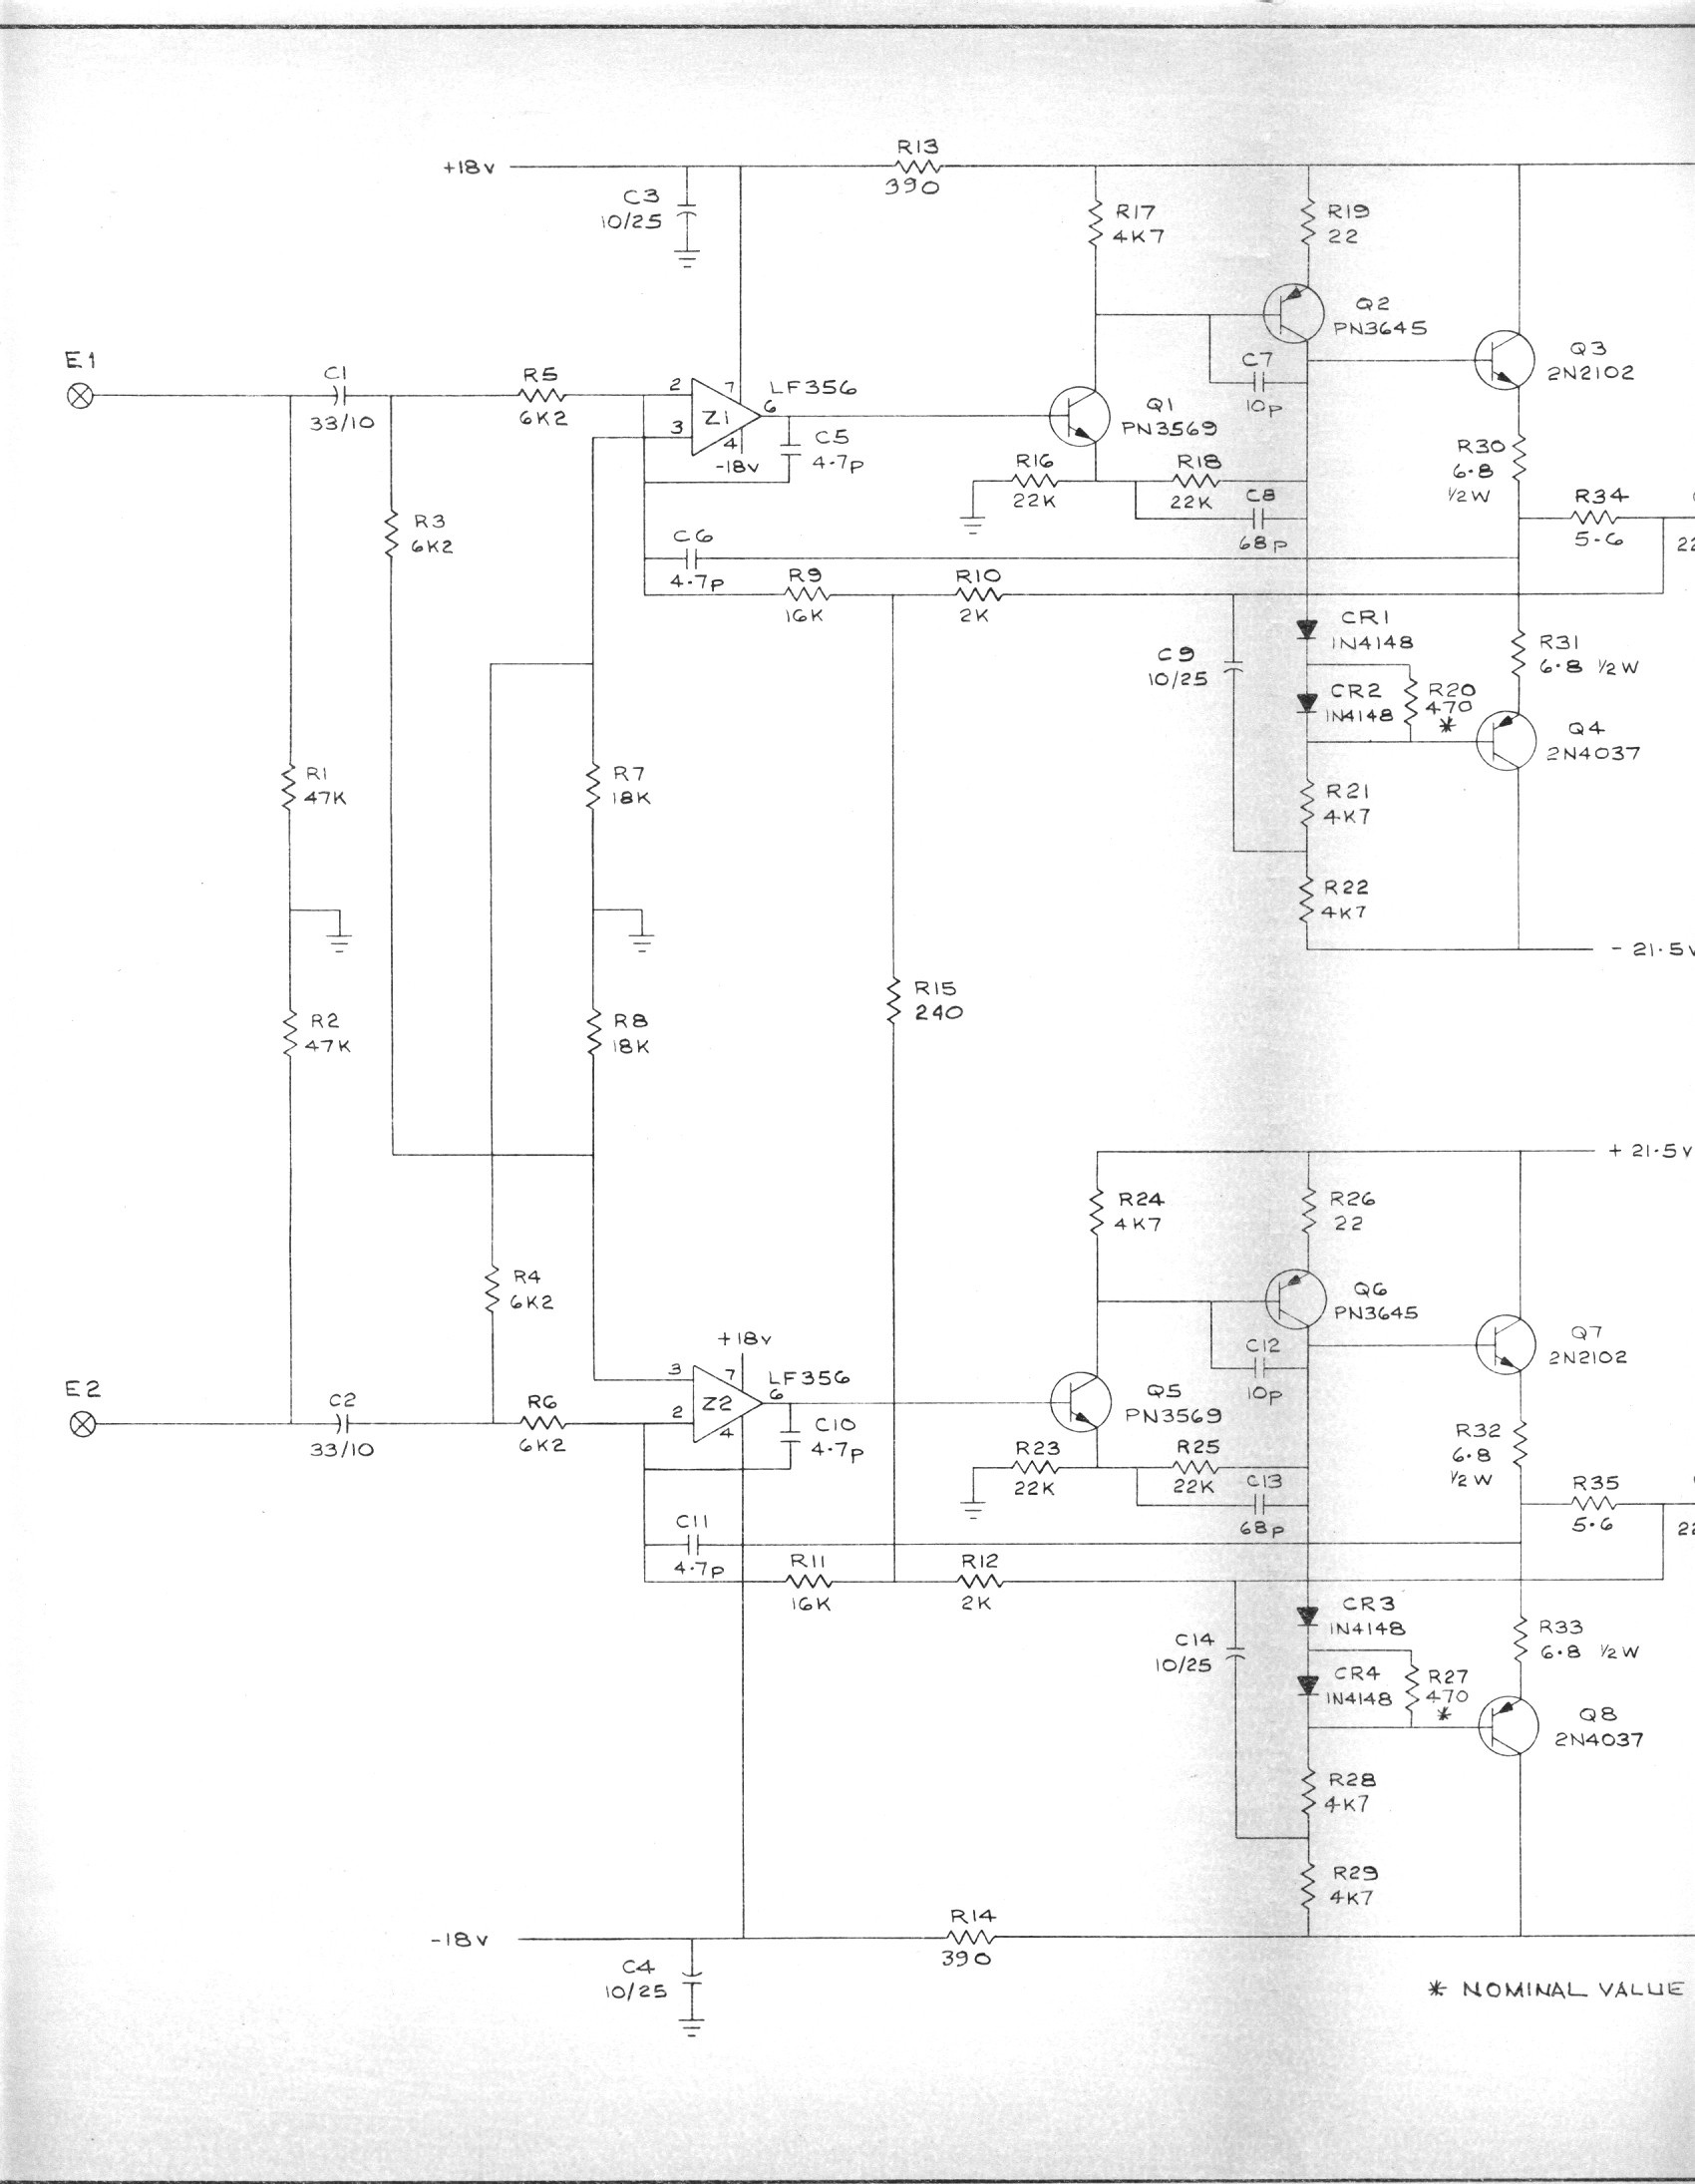 +18V
C3
10/25
R13
390
R17
4K7
R19
22
Q2
PN3645
Q3
2N2102
E1
C1
33/10
R5
6K2
2
3
7
Z1
4
6
LF356
-18V
C5
4.7p
Q1
PN3569
C7
10p
R16
22K
R18
22K
C8
68p
R30
6.8
1/2 W
R34
5.6
22
R3
6K2
C6
4.7p
R9
16K
R10
2K
C9
10/25
CR1
1N4148
CR2
1N4148
R20
470
*
R31
6.8 1/2 W
Q4
2N4037
R1
47K
R7
18K
R21
4K7
R22
4K7
- 21.5V
R2
47K
R8
18K
R15
240
+ 21.5V
R24
4K7
R26
22
R4
6K2
Q6
PN3645
Q7
2N2102
E2
C2
33/10
R6
6K2
+18V
3
2
7
Z2
4
6
LF356
C10
4.7p
Q5
PN3569
C12
10p
R23
22K
R25
22K
C13
68p
R32
6.8
1/2 W
R35
5.6
22
C11
4.7p
R11
16K
R12
2K
C14
10/25
CR3
1N4148
CR4
1N4148
R27
470
*
R33
6.8 1/2 W
Q8
2N4037
R28
4K7
R29
4K7
-18V
C4
10/25
R14
390
* NOMINAL VALUE